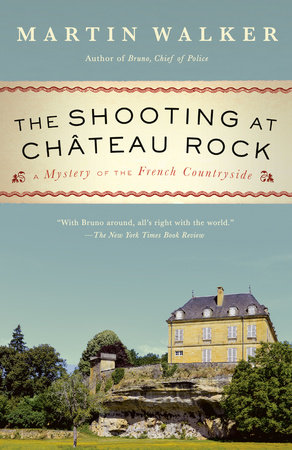 MARTIN WALKER
Author of Bruno, Chief of Police
THE SHOOTING AT
CHÂTEAU ROCK
A Mystery OF THE French Countryside
"With Bruno around, all's right with the world."
—The New York Times Book Review